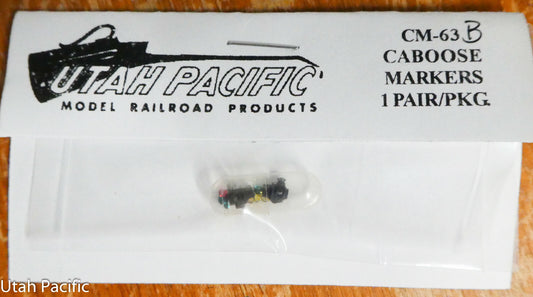 UTAH PACIFIC
MODEL RAILROAD PRODUCTS
CM-63 B
CABOOSE
MARKERS
1 PAIR/PKG.
Utah Pacific